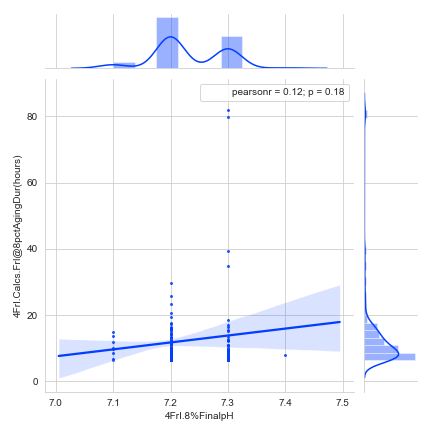 pearsonr = 0.12; p = 0.18
80
60
40
20
0
4Frl.Calcs.Frl@8pctAgingDur(hours)
7.0 7.1 7.2 7.3 7.4 7.5
4Frl.8%FinalpH